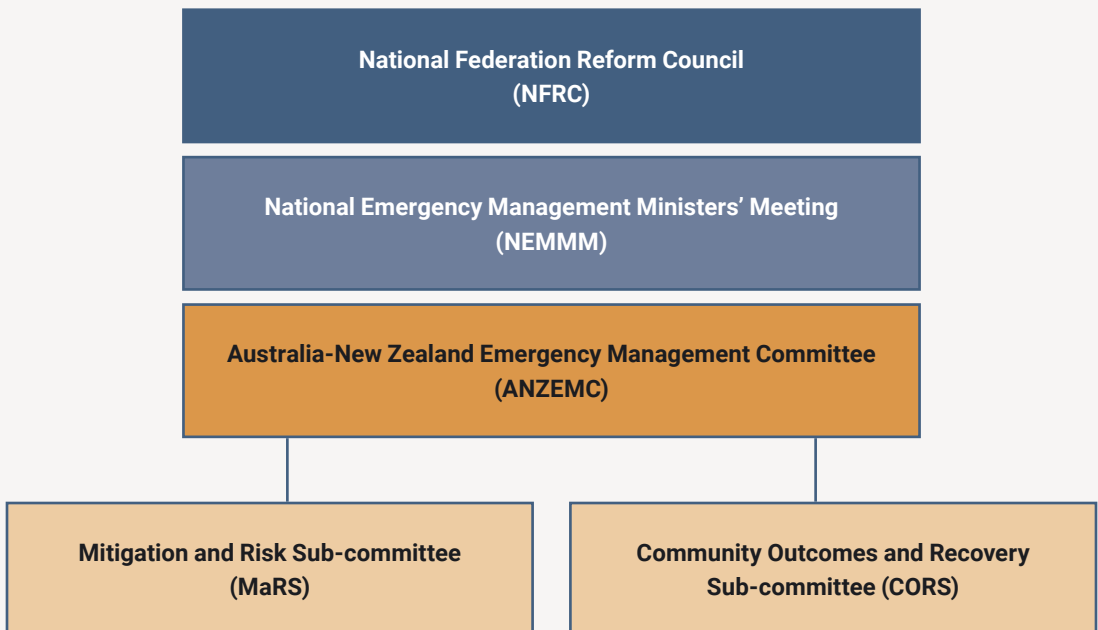 National Federation Reform Council
(NFRC)
National Emergency Management Ministers’ Meeting
(NEMMM)
Australia-New Zealand Emergency Management Committee
(ANZEMC)
Mitigation and Risk Sub-committee
(MaRS)
Community Outcomes and Recovery
Sub-committee (CORS)